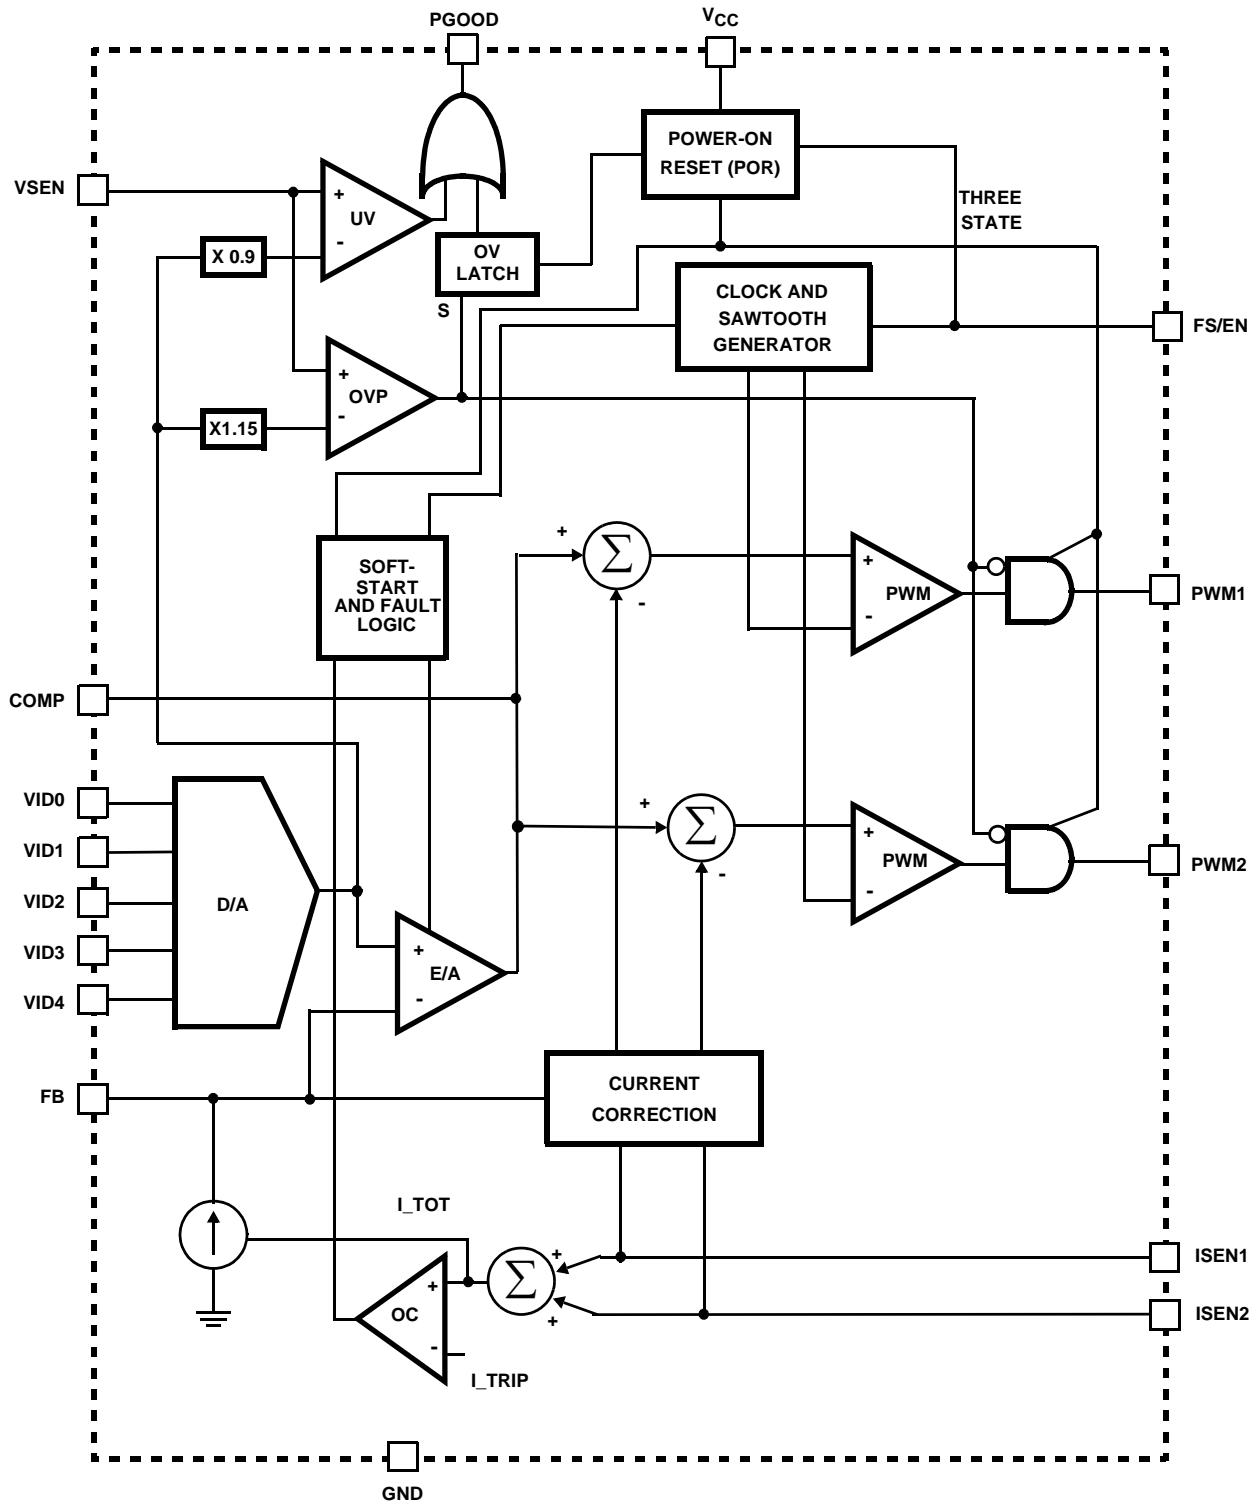 PGOOD
VCC
POWER-ON
RESET (POR)
VSEN
+
UV
-
THREE
STATE
X 0.9
OV
LATCH
S
CLOCK AND
SAWTOOTH
GENERATOR
FS/EN
+
OVP
-
X1.15
SOFT-
START
AND FAULT
LOGIC
+
Σ
-
+
PWM
-
PWM1
COMP
VID0
VID1
VID2
VID3
VID4
D/A
+
Σ
-
+
PWM
-
PWM2
+
E/A
-
FB
CURRENT
CORRECTION
I_TOT
+
Σ
+
ISEN1
ISEN2
+
OC
-
I_TRIP
GND